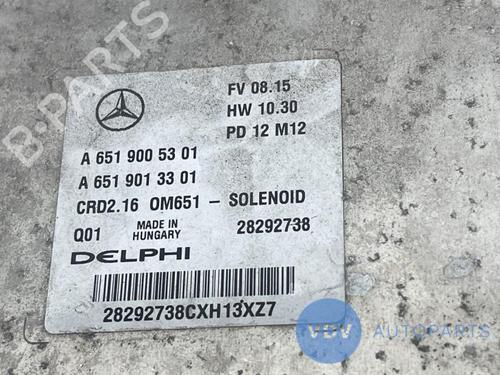 B-PARTS
FV 08.15
HW 10.30
PD 12 M12
A 651 900 53 01
A 651 901 33 01
CRD2.16 OM651 - SOLENOID
Q01 MADE IN HUNGARY 28292738
DELPHI
28292738CXH13XZ7
VDV AUTOPARTS